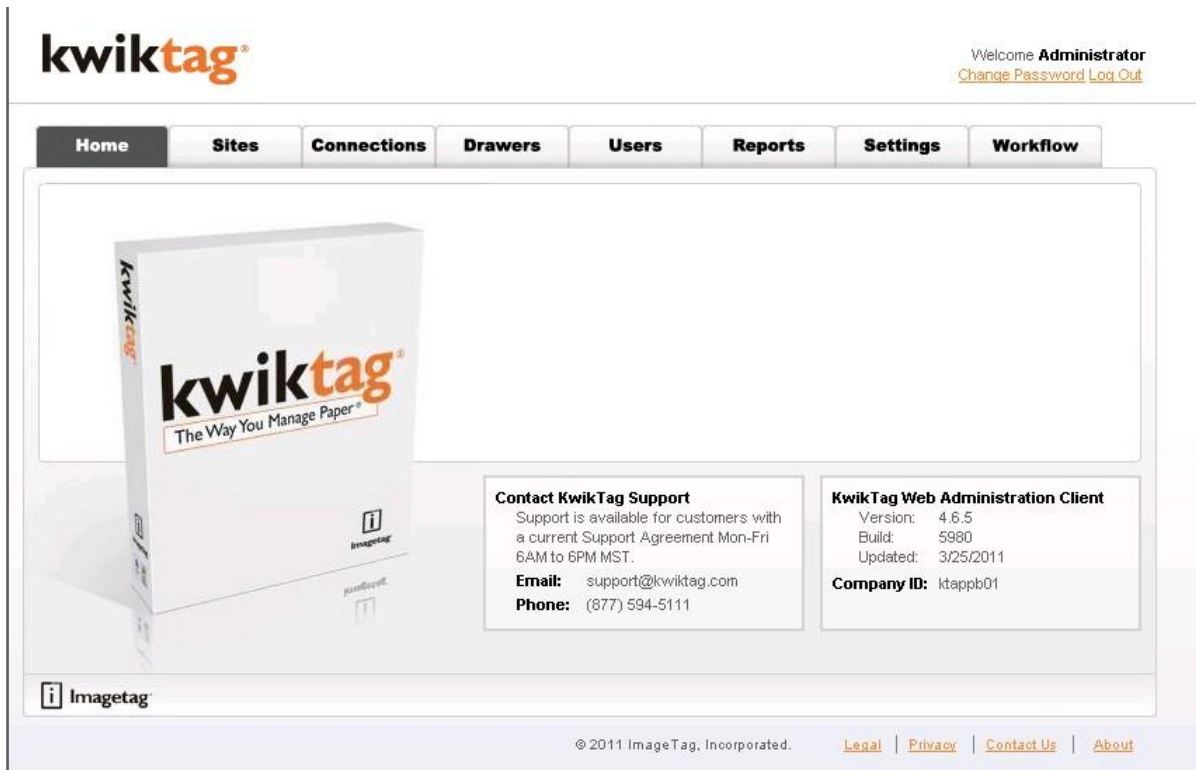 kwiktag®
Welcome Administrator
Change Password Log Out
Home Sites Connections Drawers Users Reports Settings Workflow
kwiktag
kwiktag®
The Way You Manage Paper®
Imagetag
Imagetag
Contact KwikTag Support
Support is available for customers with
a current Support Agreement Mon-Fri
6AM to 6PM MST.
Email: support@kwiktag.com
Phone: (877) 594-5111
KwikTag Web Administration Client
Version: 4.6.5
Build: 5980
Updated: 3/25/2011
Company ID: ktappb01
Imagetag
© 2011 ImageTag, Incorporated. Legal | Privacy | Contact Us | About